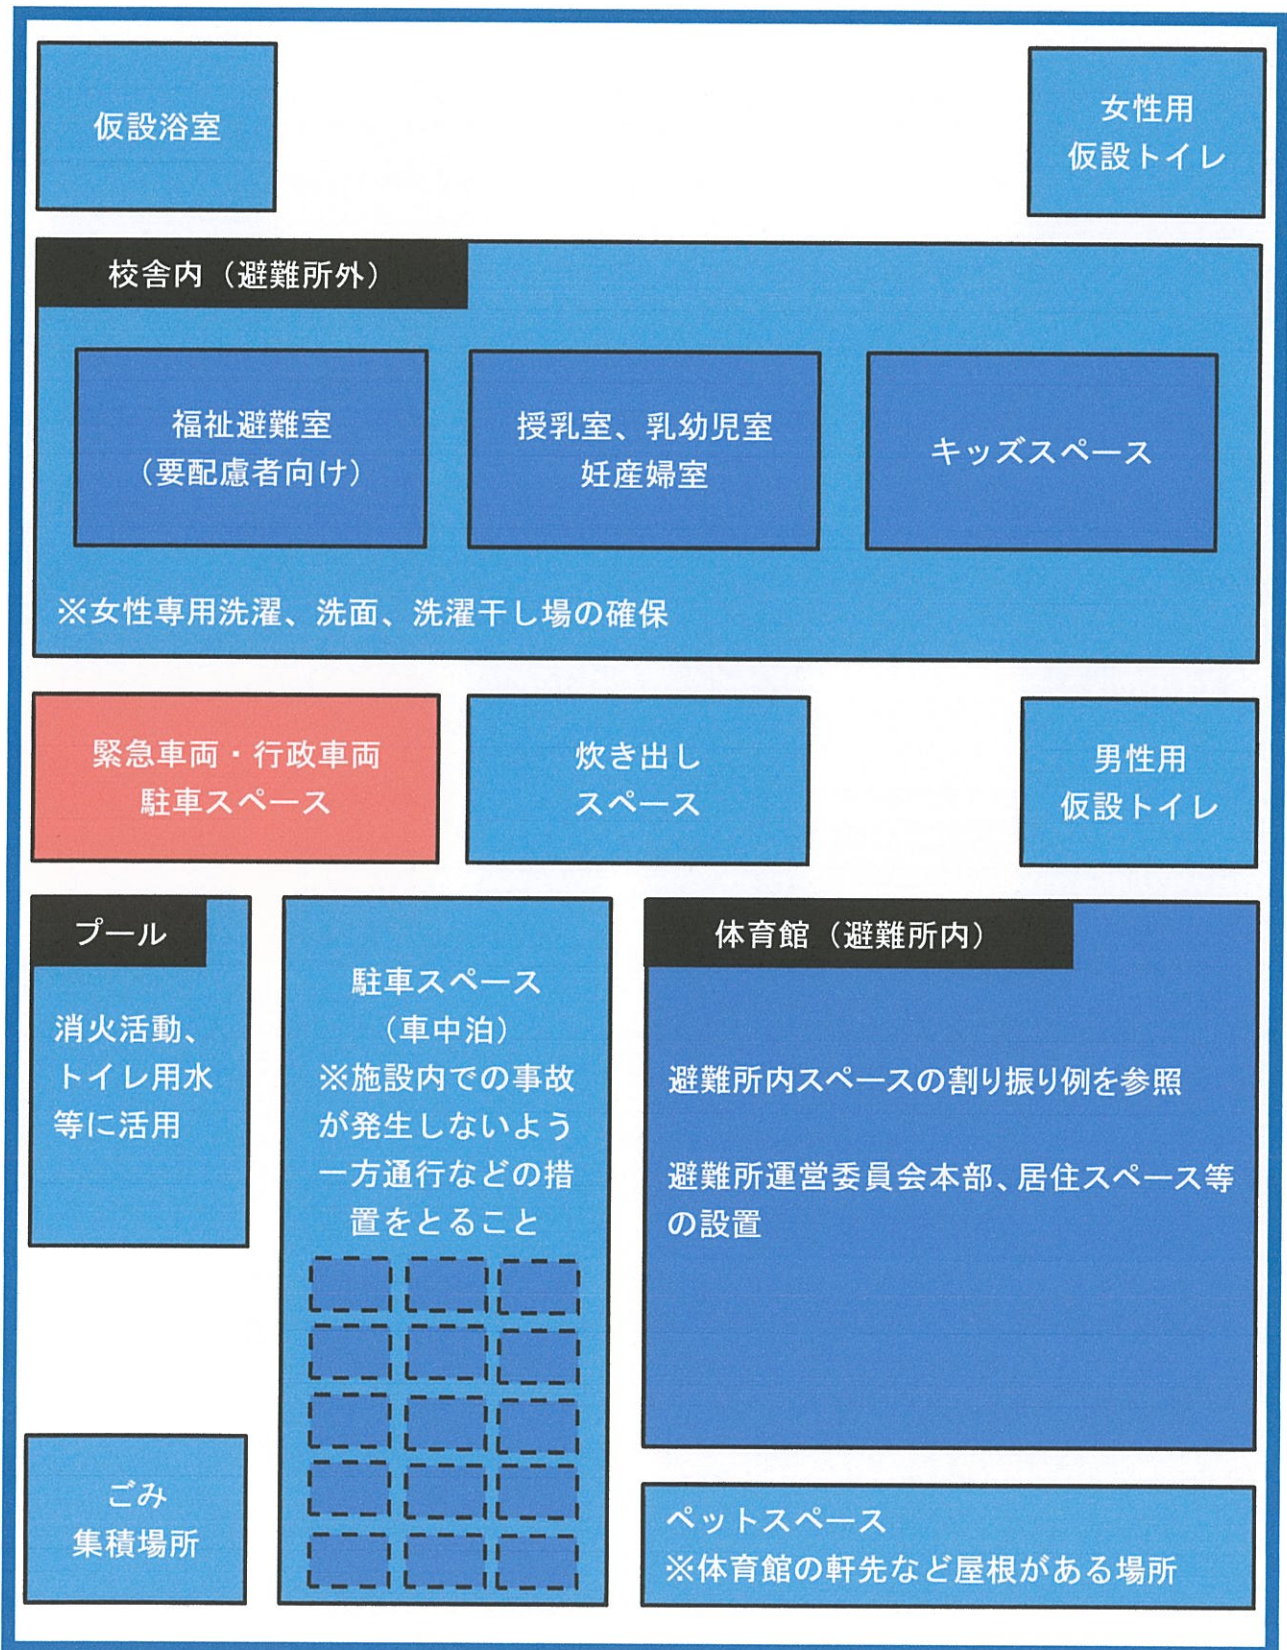 仮設浴室
女性用
仮設トイレ
校舎内（避難所外）
福祉避難室
（要配慮者向け）
授乳室、乳幼児室
妊産婦室
キッズスペース
※女性専用洗濯、洗面、洗濯干し場の確保
緊急車両・行政車両
駐車スペース
炊き出し
スペース
男性用
仮設トイレ
プール
消火活動、
トイレ用水
等に活用
駐車スペース
（車中泊）
※施設内での事故
が発生しないよう
一方通行などの措
置をとること
体育館（避難所内）
避難所内スペースの割り振り例を参照
避難所運営委員会本部、居住スペース等
の設置
ごみ
集積場所
ペットスペース
※体育館の軒先など屋根がある場所